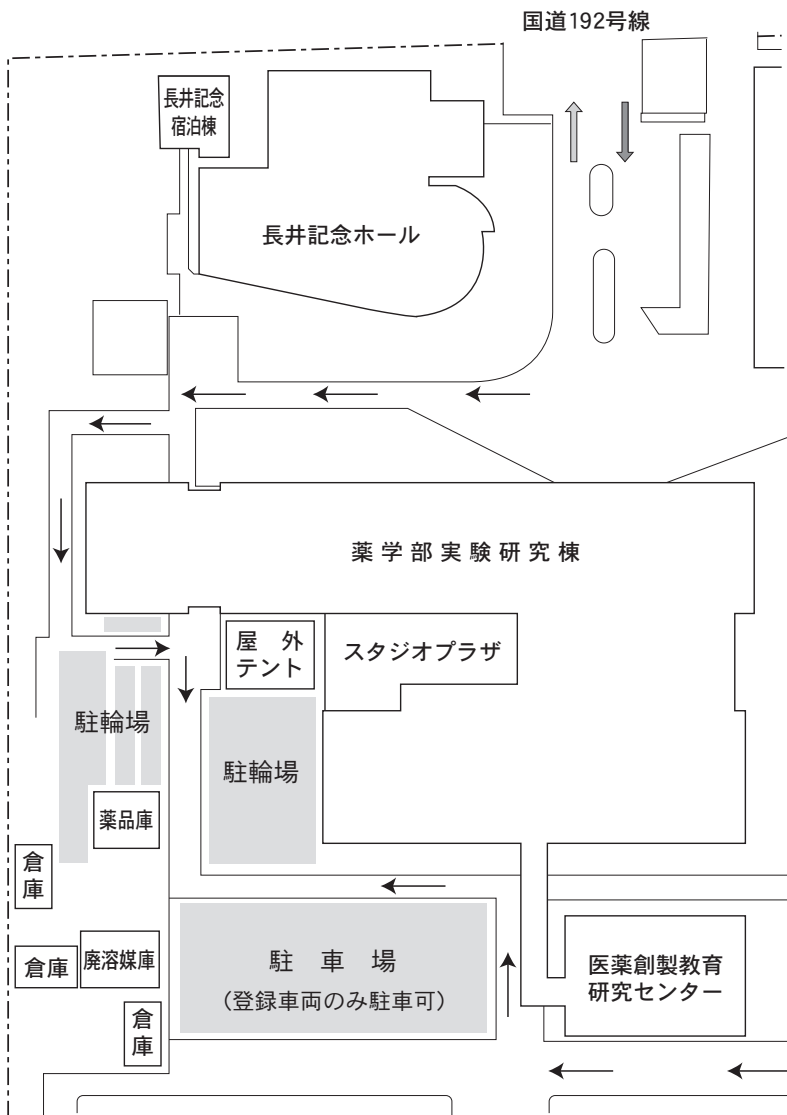 国道192号線
長井記念
宿泊棟
長井記念ホール
薬学部実験研究棟
屋 外
テント
スタジオプラザ
駐輪場
駐輪場
薬品庫
倉
庫
倉庫
廃溶媒庫
倉
庫
駐 車 場
(登録車両のみ駐車可)
医薬創製教育
研究センター